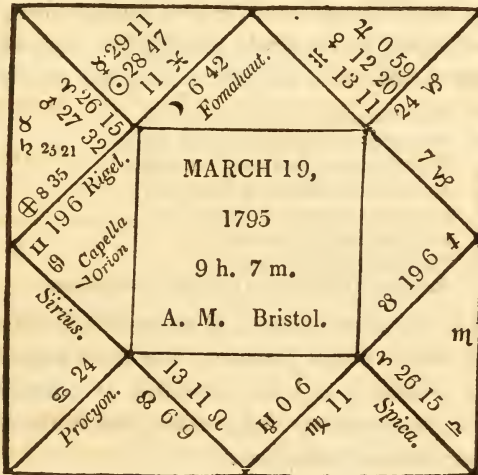 ☿ 29 11
☉ 28 47
11 ♓
☽ 6 42
Fomahaut.
♃ 0 59
♀ 12 20
♒ 13 11
24 ♑
♈ 26 15
♂ 27 32
♉
♄ 25 21
⊕ 8 35
♊ 19 6 Rigel.
♋ 7
Capella
Orion
MARCH 19,
1795
9 h. 7 m.
A. M. Bristol.
7 ♑
♉ 19 6 ♐
♏
Sirius.
♋ 24
Procyon.
13 11 ♌
☊ 6 9
♅ 0 6
♍ 11
♈ 26 15 ♎
Spica.